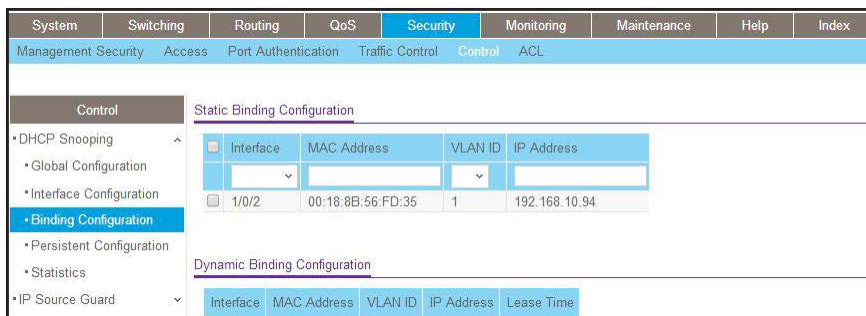 System Switching Routing QoS Security Monitoring Maintenance Help Index
Management Security Access Port Authentication Traffic Control Control ACL
Control
DHCP Snooping
Global Configuration
Interface Configuration
Binding Configuration
Persistent Configuration
Statistics
IP Source Guard
Static Binding Configuration
Interface MAC Address VLAN ID IP Address
1/0/2 00:18:8B:56:FD:35 1 192.168.10.94
Dynamic Binding Configuration
Interface MAC Address VLAN ID IP Address Lease Time